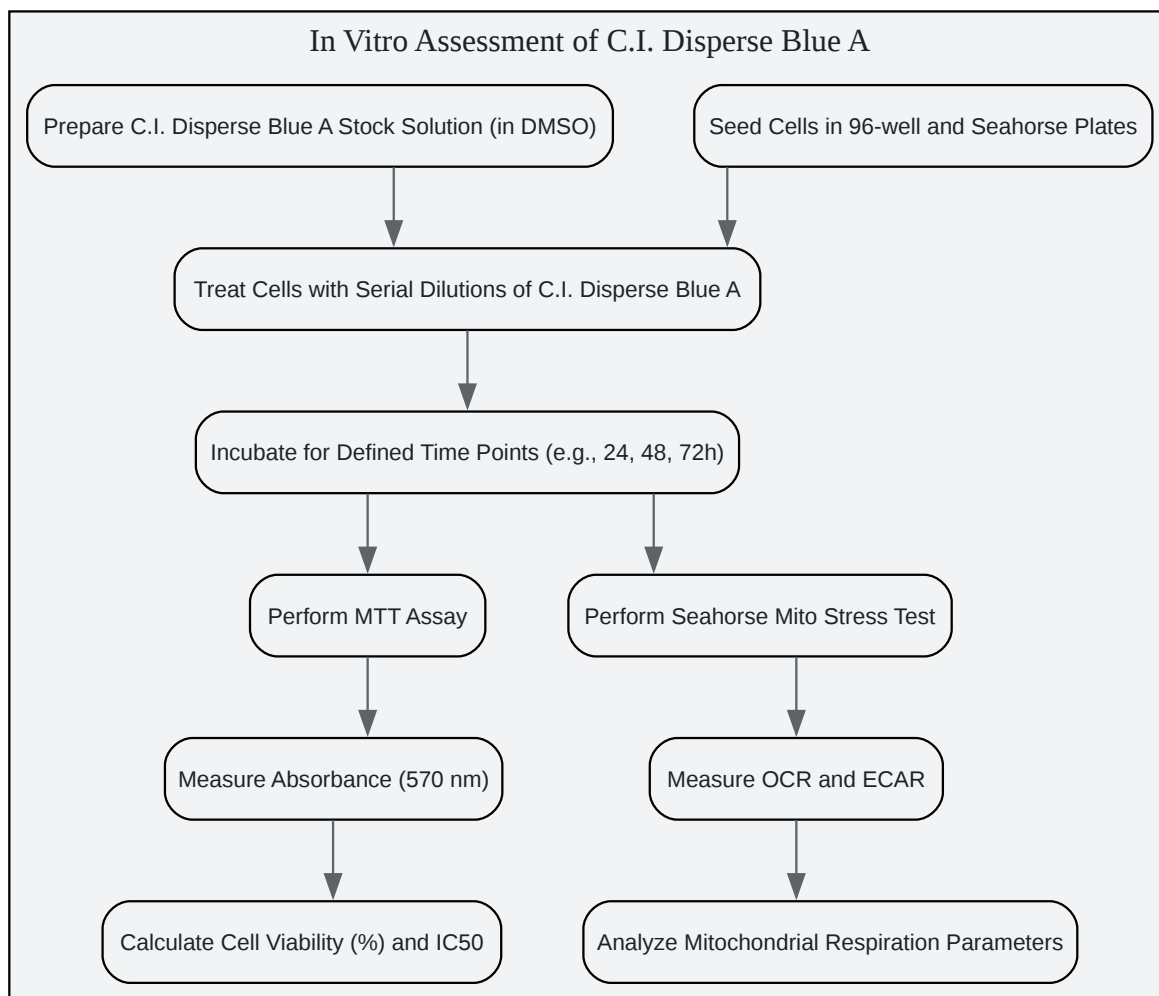 In Vitro Assessment of C.I. Disperse Blue A
Prepare C.I. Disperse Blue A Stock Solution (in DMSO)
Seed Cells in 96-well and Seahorse Plates
Treat Cells with Serial Dilutions of C.I. Disperse Blue A
Incubate for Defined Time Points (e.g., 24, 48, 72h)
Perform MTT Assay
Perform Seahorse Mito Stress Test
Measure Absorbance (570 nm)
Measure OCR and ECAR
Calculate Cell Viability (%) and IC50
Analyze Mitochondrial Respiration Parameters